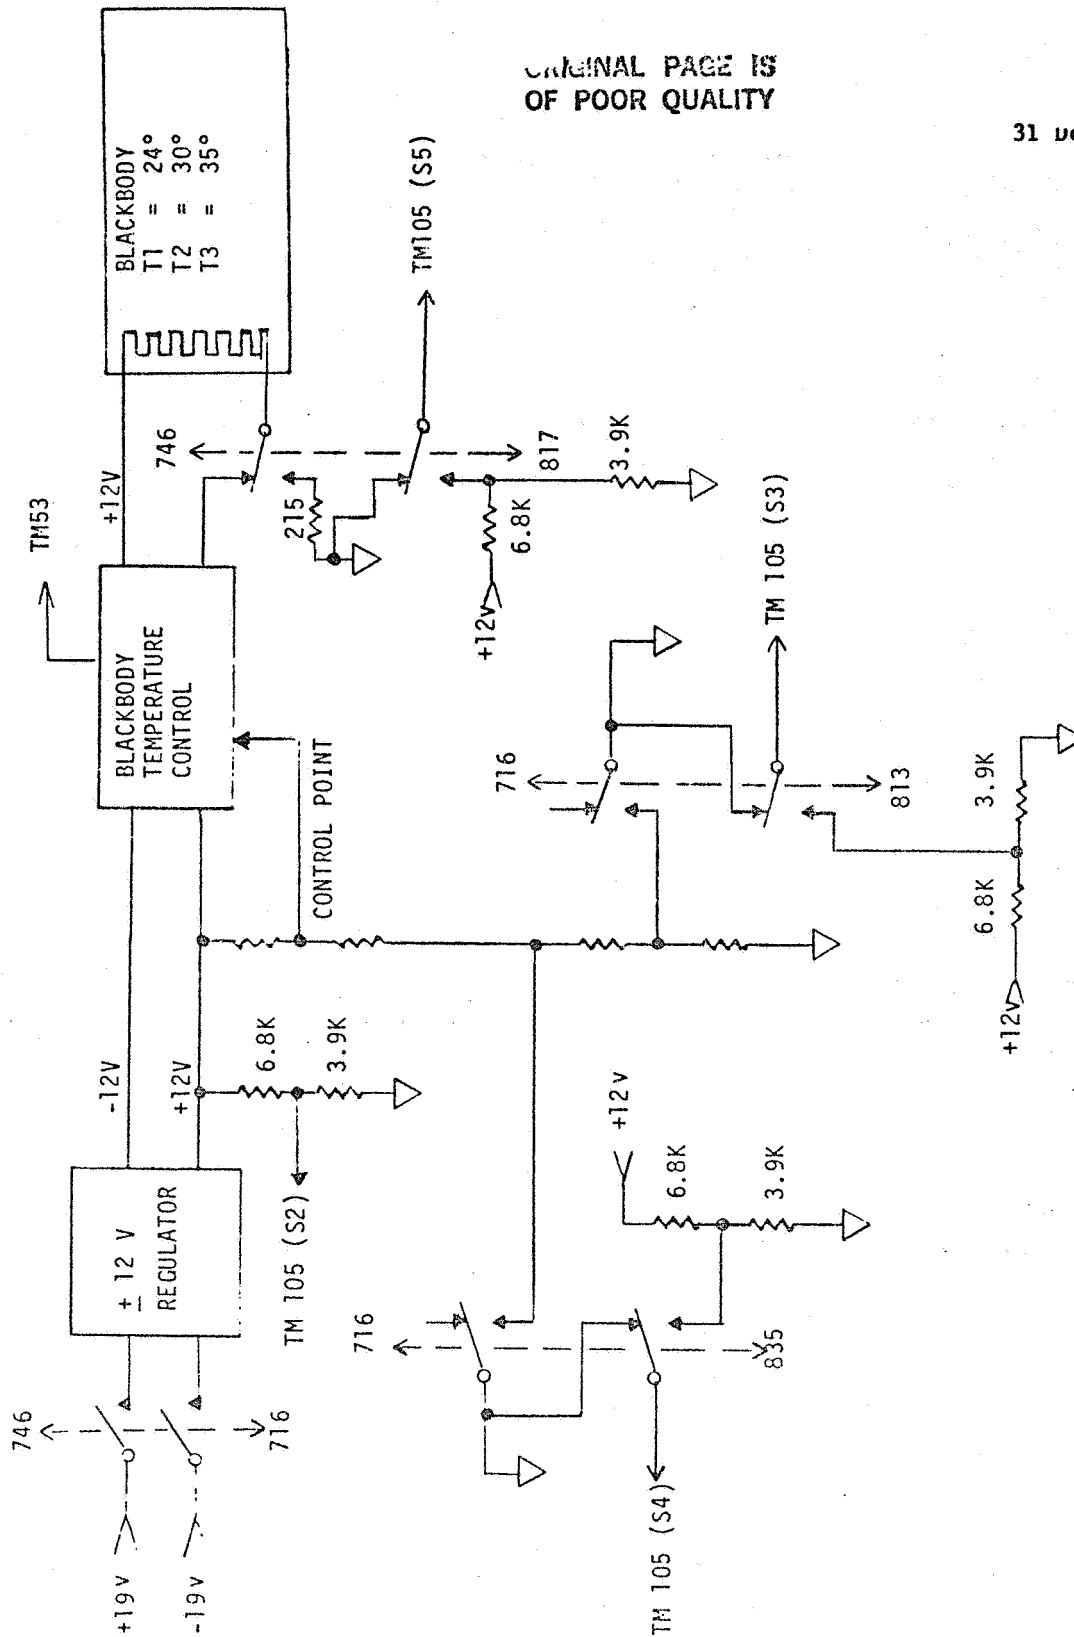 ORIGINAL PAGE IS
OF POOR QUALITY
31
BLACKBODY
T1 = 24°
T2 = 30°
T3 = 35°
TM53
+12V
746
215
TM105 (S5)
817
3.9K
6.8K
+12V
BLACKBODY
TEMPERATURE
CONTROL
CONTROL POINT
716
TM 105 (S3)
813
3.9K
6.8K
+12V
-12V
+12V
6.8K
3.9K
TM 105 (S2)
± 12 V
REGULATOR
746
716
+19V
-19V
716
835
TM 105 (S4)
+12V
6.8K
3.9K